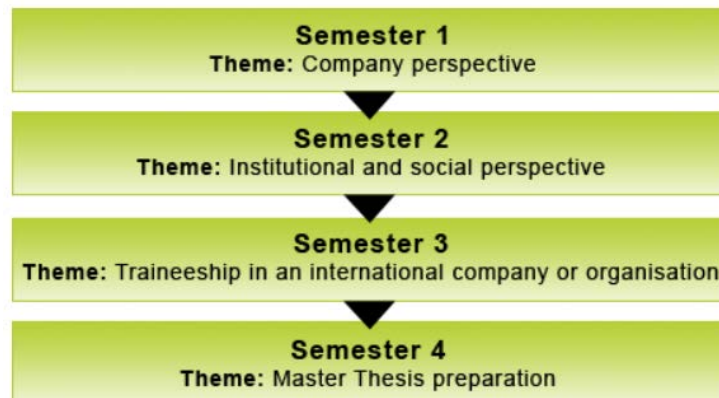 Semester 1
Theme: Company perspective
Semester 2
Theme: Institutional and social perspective
Semester 3
Theme: Traineeship in an international company or organisation
Semester 4
Theme: Master Thesis preparation